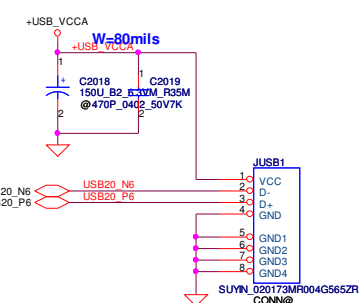 +USB_VCCA
W=80mils
+USB_VCCA
1
1
+
C2018
C2019
150U_B2_6.3VM_R35M
@470P_0402_50V7K
2
2
JUSB1
1
VCC
20_N6
USB20_N6
2
D-
20_P6
USB20_P6
3
D+
4
GND
5
GND1
6
GND2
7
GND3
8
GND4
SUYIN_020173MR004G565ZR
CONN@